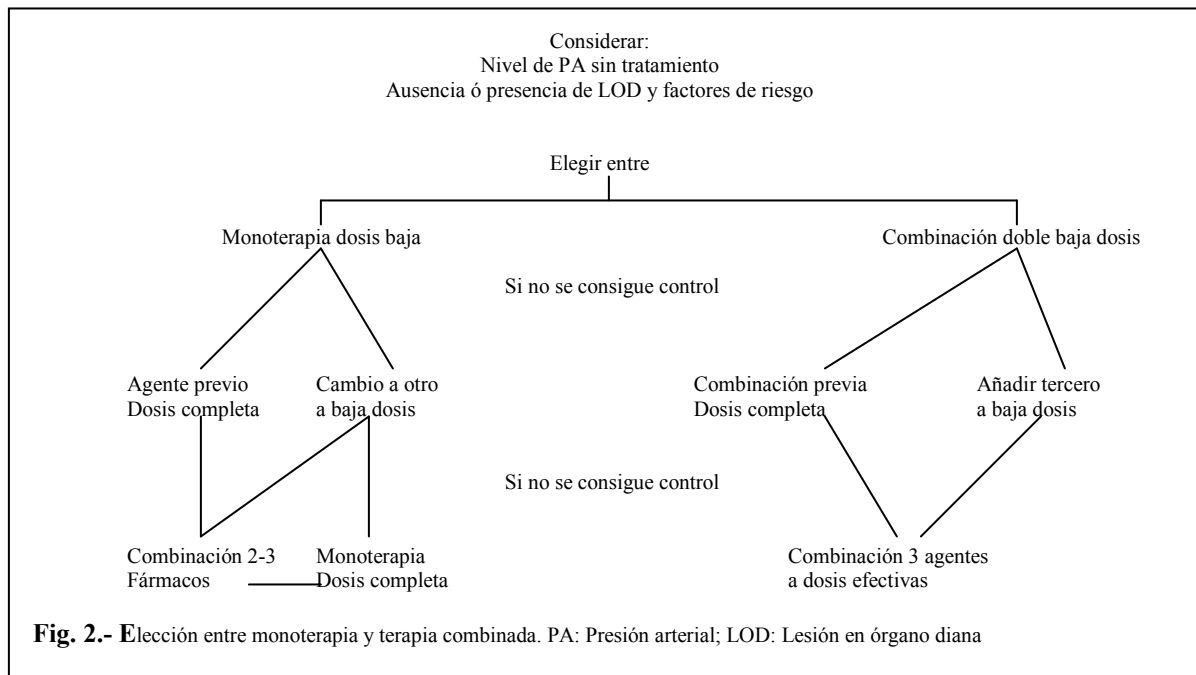 Considerar:
Nivel de PA sin tratamiento
Ausencia ó presencia de LOD y factores de riesgo
Elegir entre
Monoterapia dosis baja
Combinación doble baja dosis
Si no se consigue control
Agente previo
Dosis completa
Cambio a otro
a baja dosis
Combinación previa
Dosis completa
Añadir tercero
a baja dosis
Si no se consigue control
Combinación 2-3
Fármacos
Monoterapia
Dosis completa
Combinación 3 agentes
a dosis efectivas
Fig. 2.- Elección entre monoterapia y terapia combinada. PA: Presión arterial; LOD: Lesión en órgano diana